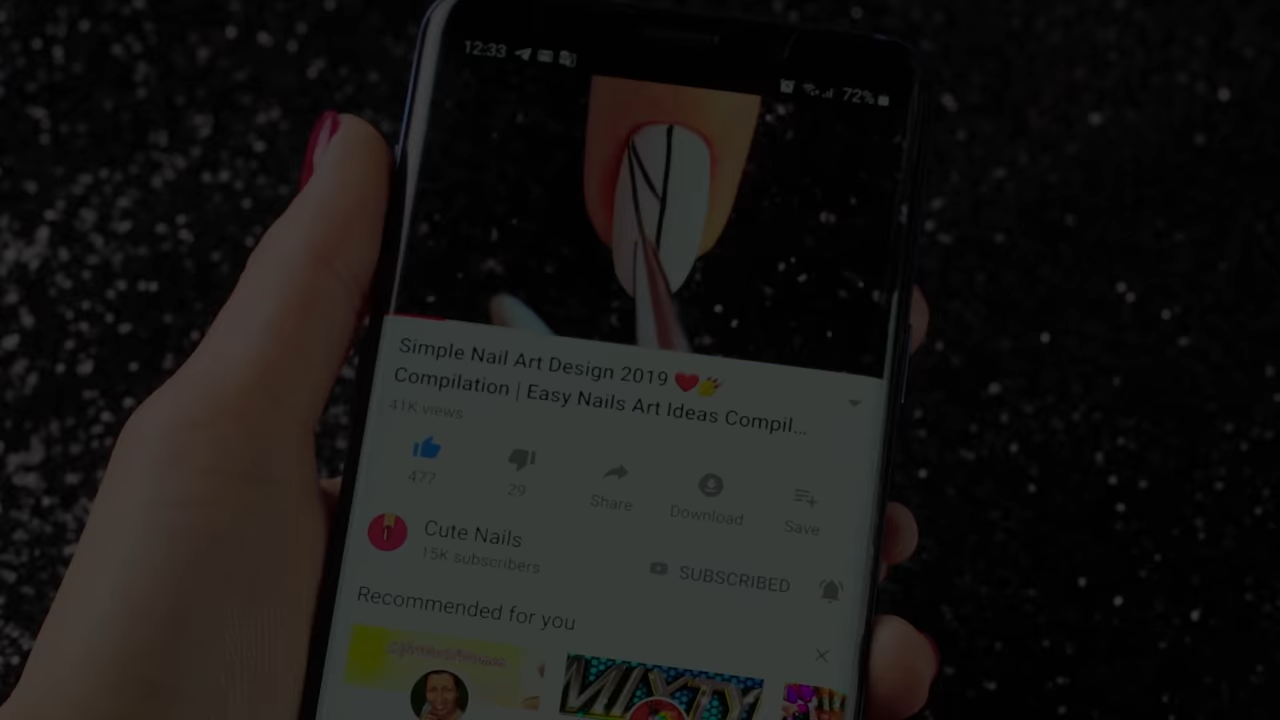 12:33
72%
Simple Nail Art Design 2019 ❤️💅
Compilation | Easy Nails Art Ideas Compil...
41K views
477
29
Share
Download
Save
Cute Nails
15K subscribers
SUBSCRIBED
Recommended for you
MIXTY